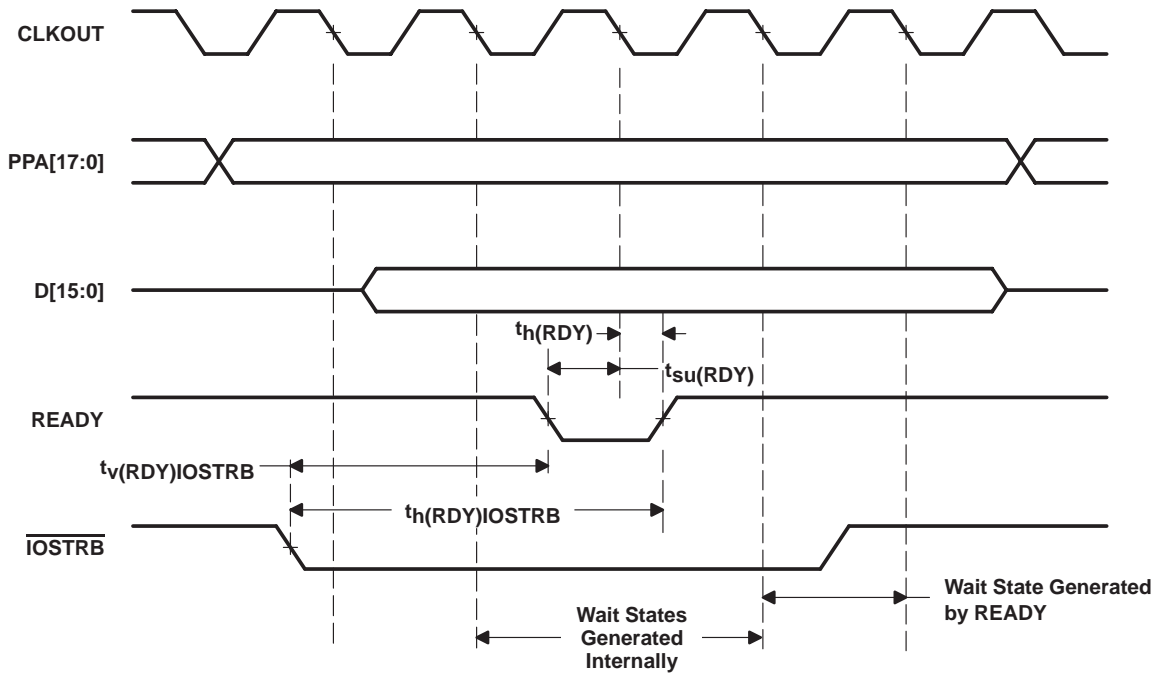 CLKOUT
PPA[17:0]
D[15:0]
th(RDY)
tsu(RDY)
READY
tv(RDY)IOSTRB
th(RDY)IOSTRB
IOSTRB
Wait State Generated
by READY
Wait States
Generated
Internally